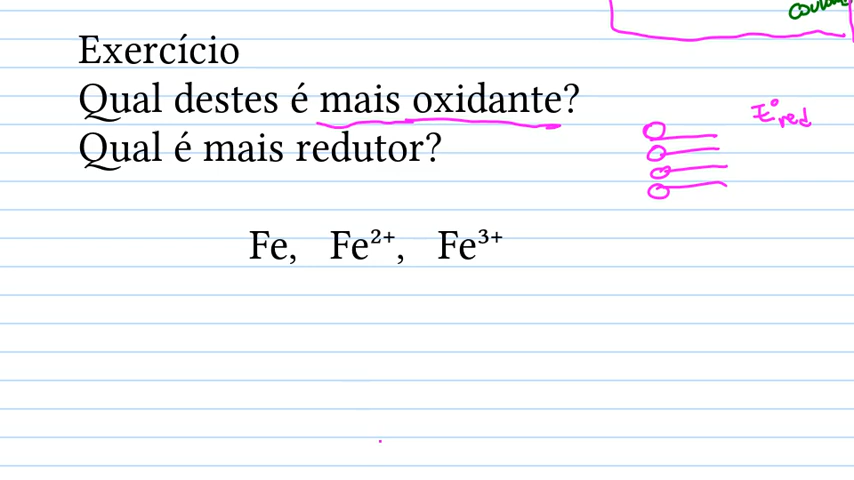 Exercício
Qual destes é mais oxidante?
E°red
Qual é mais redutor?
Fe, Fe²⁺, Fe³⁺